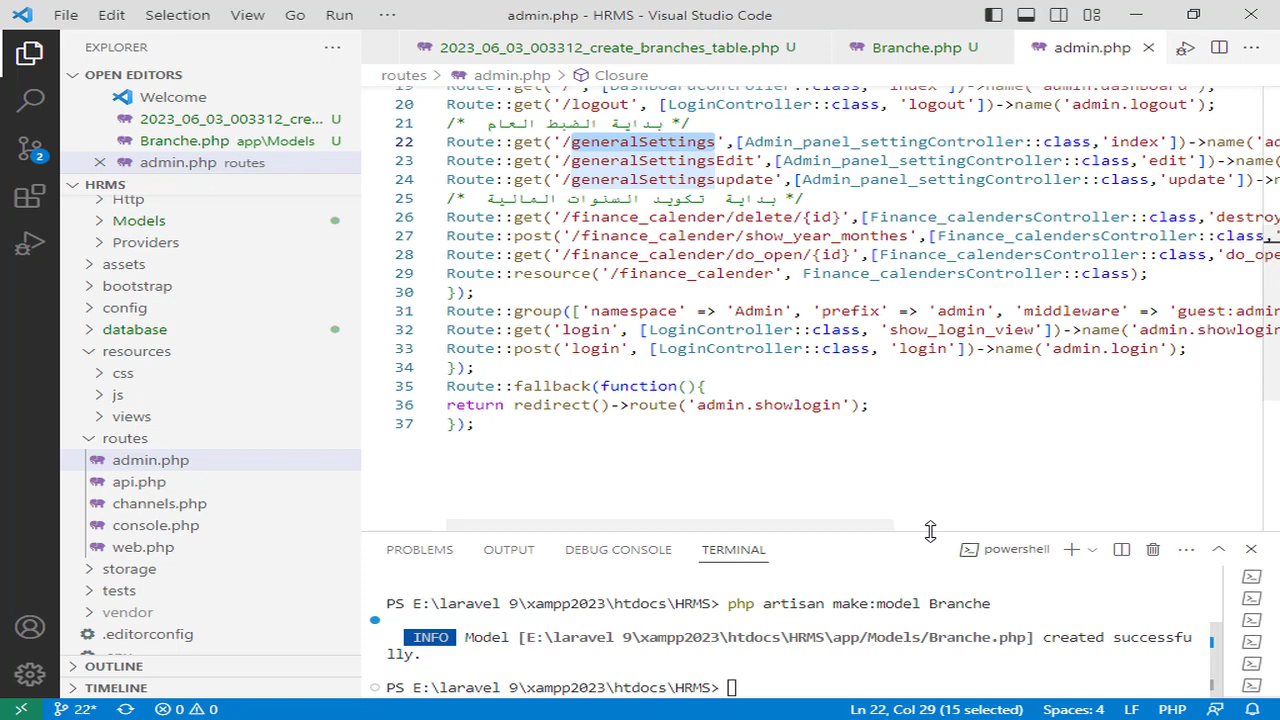 File Edit Selection View Go Run ··· admin.php - HRMS - Visual Studio Code
EXPLORER ···
OPEN EDITORS
Welcome
2023_06_03_003312_cre... U
Branche.php app\Models U
admin.php routes
HRMS
Http
Models
Providers
assets
bootstrap
config
database
resources
css
js
views
routes
admin.php
api.php
channels.php
console.php
web.php
storage
tests
vendor
.editorconfig
OUTLINE
TIMELINE
2023_06_03_003312_create_branches_table.php U Branche.php U admin.php
routes > admin.php > Closure
19 Route::get('/', [DashboardController::class, 'index'])->name('admin.dashboard');
20 Route::get('/logout', [LoginController::class, 'logout'])->name('admin.logout');
21 /* بداية الضبط العام */
22 Route::get('/generalSettings',[Admin_panel_settingController::class,'index'])->name('ad
23 Route::get('/generalSettingsEdit',[Admin_panel_settingController::class,'edit'])->name
24 Route::get('/generalSettingsupdate',[Admin_panel_settingController::class,'update'])->n
25 /* بداية تكويد السنوات المالية */
26 Route::get('/finance_calender/delete/{id}',[Finance_calendersController::class,'destroy
27 Route::post('/finance_calender/show_year_monthes',[Finance_calendersController::class,'
28 Route::get('/finance_calender/do_open/{id}',[Finance_calendersController::class,'do_ope
29 Route::resource('/finance_calender', Finance_calendersController::class);
30 });
31 Route::group(['namespace' => 'Admin', 'prefix' => 'admin', 'middleware' => 'guest:admin
32 Route::get('login', [LoginController::class, 'show_login_view'])->name('admin.showlogin
33 Route::post('login', [LoginController::class, 'login'])->name('admin.login');
34 });
35 Route::fallback(function(){
36 return redirect()->route('admin.showlogin');
37 });
PROBLEMS OUTPUT DEBUG CONSOLE TERMINAL powershell
PS E:\laravel 9\xampp2023\htdocs\HRMS> php artisan make:model Branche
INFO Model [E:\laravel 9\xampp2023\htdocs\HRMS\app/Models/Branche.php] created successfu
lly.
PS E:\laravel 9\xampp2023\htdocs\HRMS>
22* 0 0 Ln 22, Col 29 (15 selected) Spaces: 4 LF PHP
2